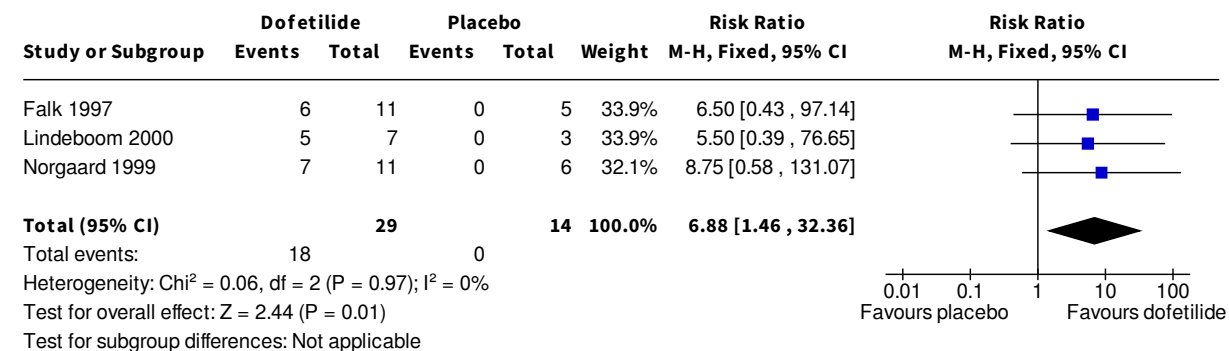 Dofetilide Placebo Risk Ratio Risk Ratio
Study or Subgroup Events Total Events Total Weight M-H, Fixed, 95% CI M-H, Fixed, 95% CI
Falk 1997 6 11 0 5 33.9% 6.50 [0.43 , 97.14]
Lindeboom 2000 5 7 0 3 33.9% 5.50 [0.39 , 76.65]
Norgaard 1999 7 11 0 6 32.1% 8.75 [0.58 , 131.07]
Total (95% CI) 29 14 100.0% 6.88 [1.46 , 32.36]
Total events: 18 0
Heterogeneity: Chi² = 0.06, df = 2 (P = 0.97); I² = 0%
0.01 0.1 1 10 100
Test for overall effect: Z = 2.44 (P = 0.01) Favours placebo Favours dofetilide
Test for subgroup differences: Not applicable